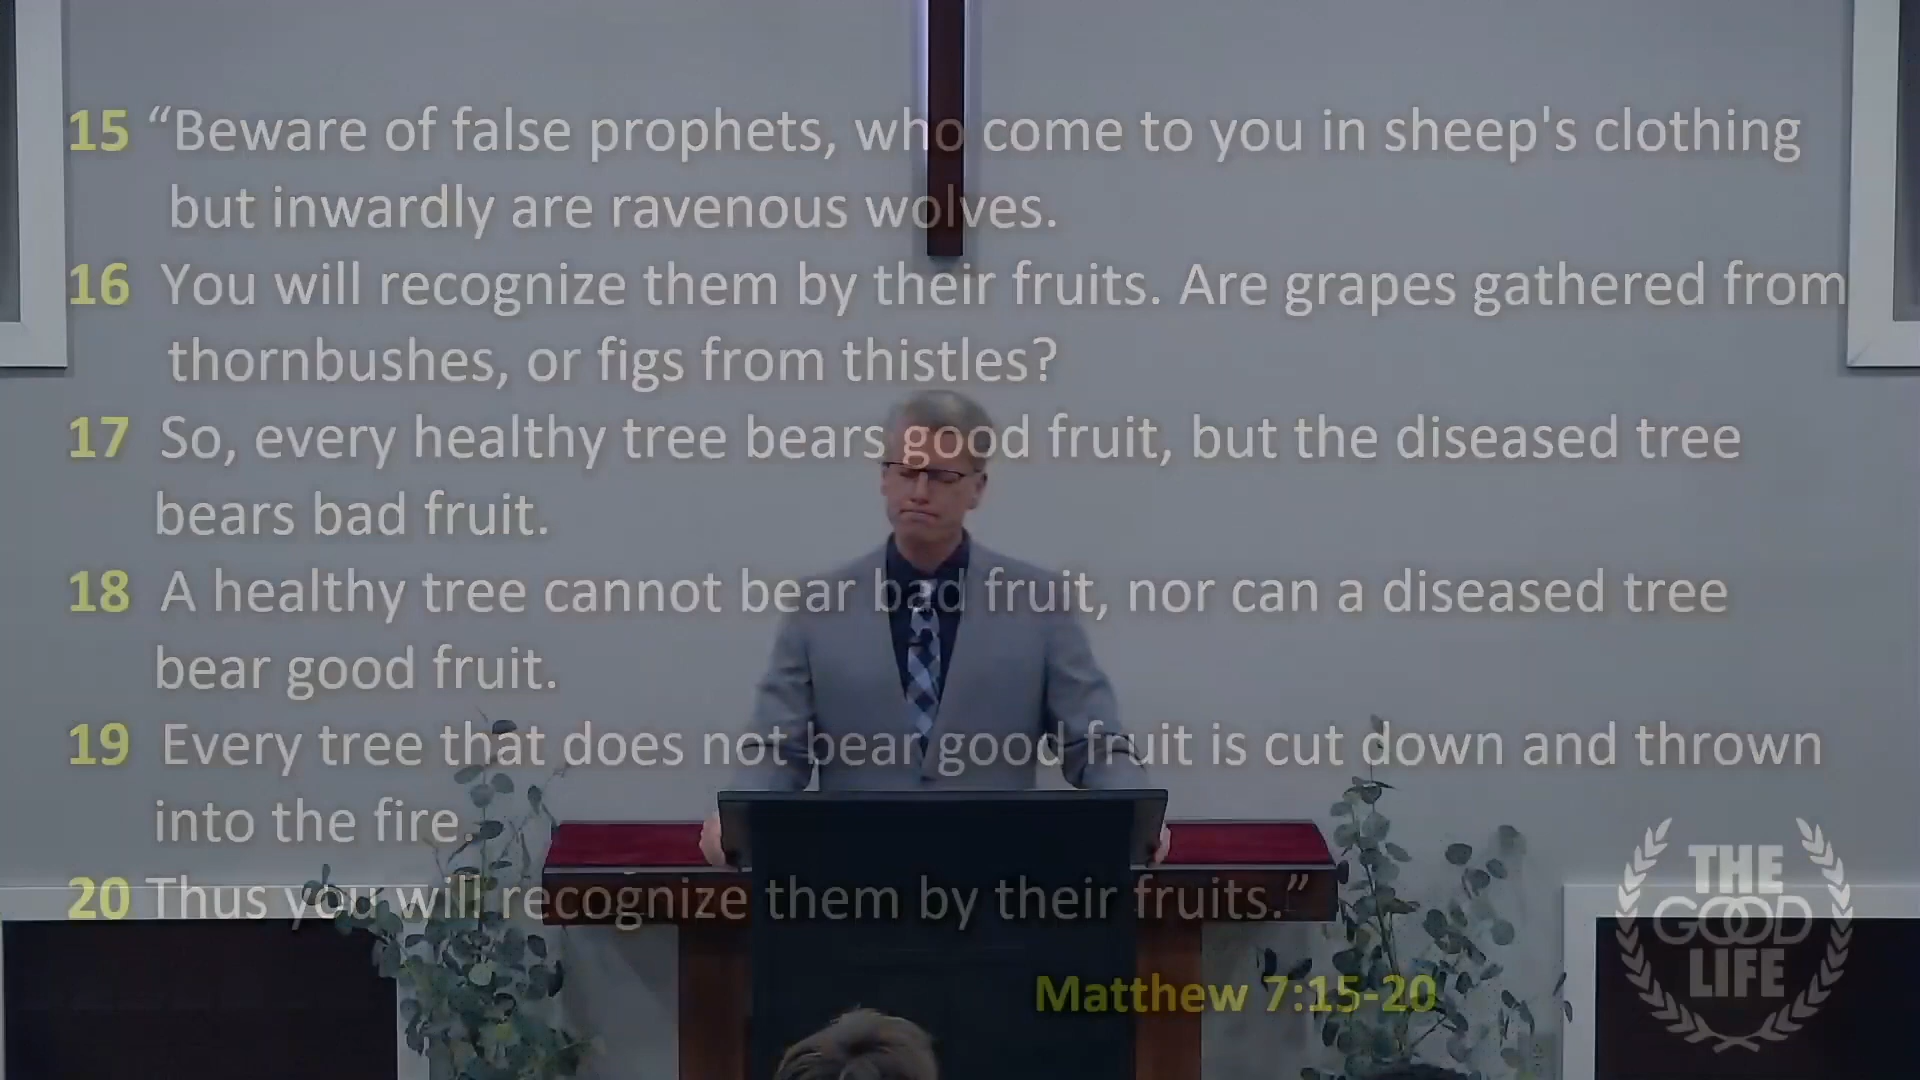 15 “Beware of false prophets, who come to you in sheep's clothing
but inwardly are ravenous wolves.
16 You will recognize them by their fruits. Are grapes gathered from
thornbushes, or figs from thistles?
17 So, every healthy tree bears good fruit, but the diseased tree
bears bad fruit.
18 A healthy tree cannot bear bad fruit, nor can a diseased tree
bear good fruit.
19 Every tree that does not bear good fruit is cut down and thrown
into the fire.
20 Thus you will recognize them by their fruits.”
Matthew 7:15-20
THE
GOOD
LIFE